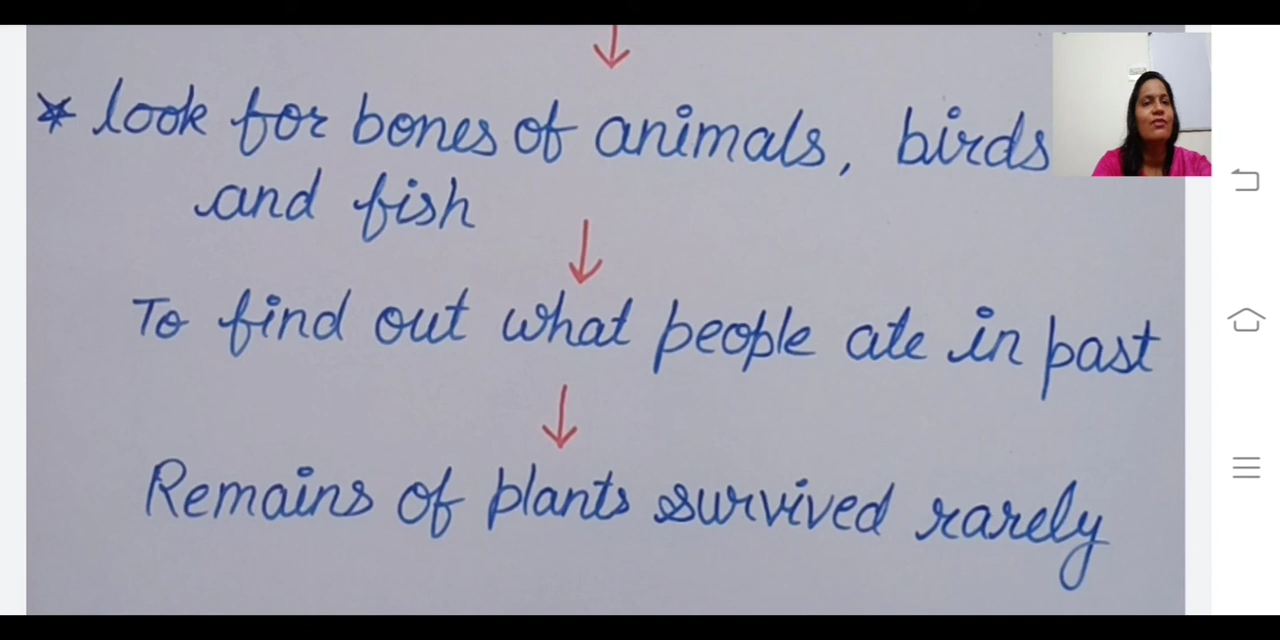 * look for bones of animals, birds
and fish
To find out what people ate in past
Remains of plants survived rarely